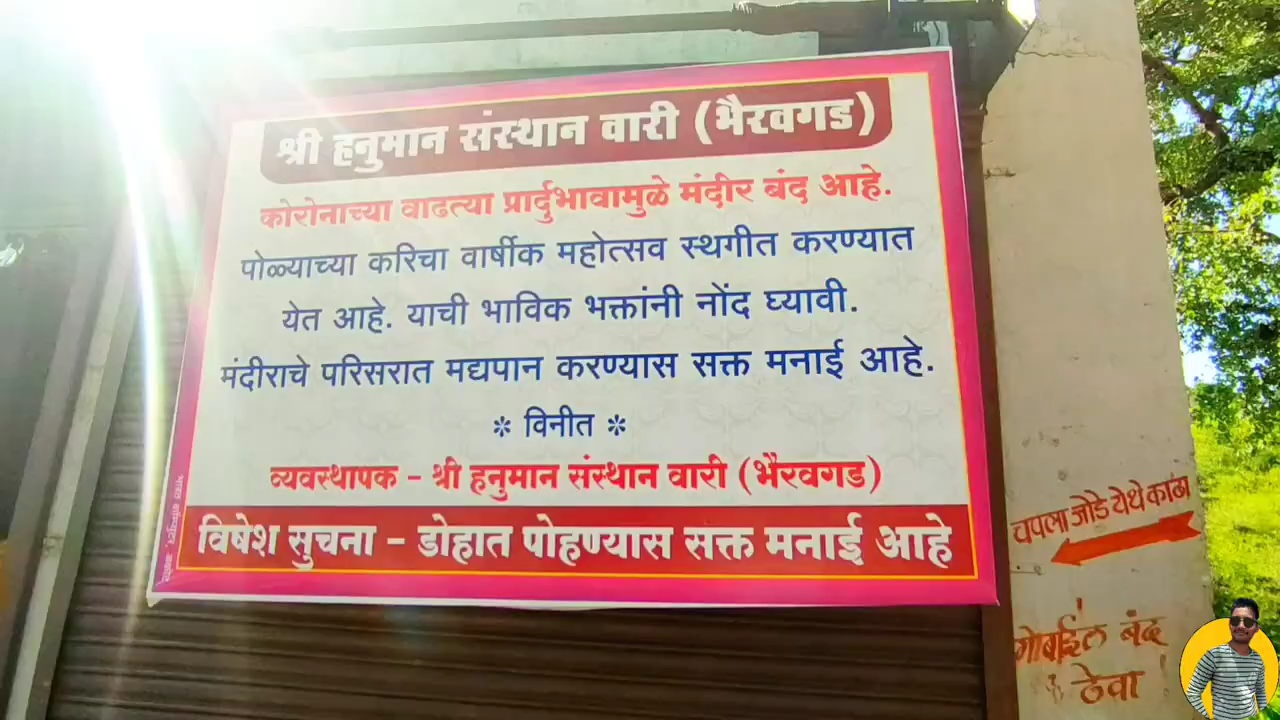 श्री हनुमान संस्थान वारी (भैरवगड)
कोरोनाच्या वाढत्या प्रार्दुभावामुळे मंदीर बंद आहे.
पोळ्याच्या करिचा वार्षीक महोत्सव स्थगीत करण्यात
येत आहे. याची भाविक भक्तांनी नोंद घ्यावी.
मंदीराचे परिसरात मद्यपान करण्यास सक्त मनाई आहे.
* विनीत *
व्यवस्थापक - श्री हनुमान संस्थान वारी (भैरवगड)
विषेश सुचना - डोहात पोहण्यास सक्त मनाई आहे
चपला जोडे येथे काढा
मोबाईल बंद
ठेवा